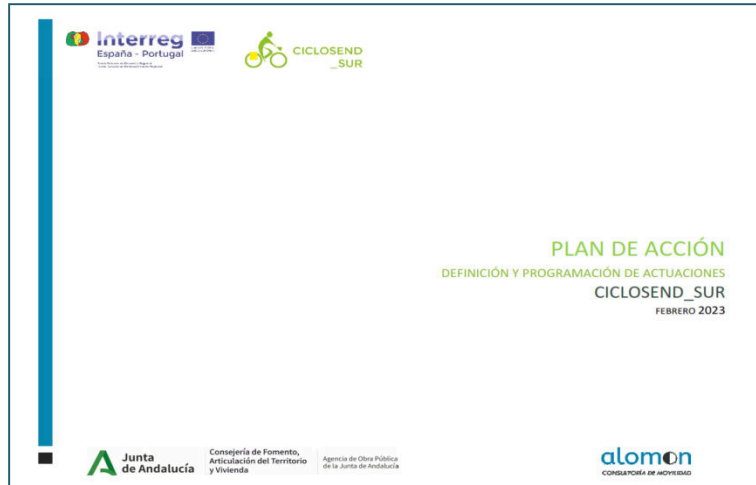 Interreg
España - Portugal
CICLOSEND
_SUR
PLAN DE ACCIÓN
DEFINICIÓN Y PROGRAMACIÓN DE ACTUACIONES
CICLOSEND_SUR
FEBRERO 2023
Junta
de Andalucía
Consejería de Fomento,
Articulación del Territorio
y Vivienda
Agencia de Obra Pública
de la Junta de Andalucía
alomon
CONSULTORÍA DE MOVILIDAD